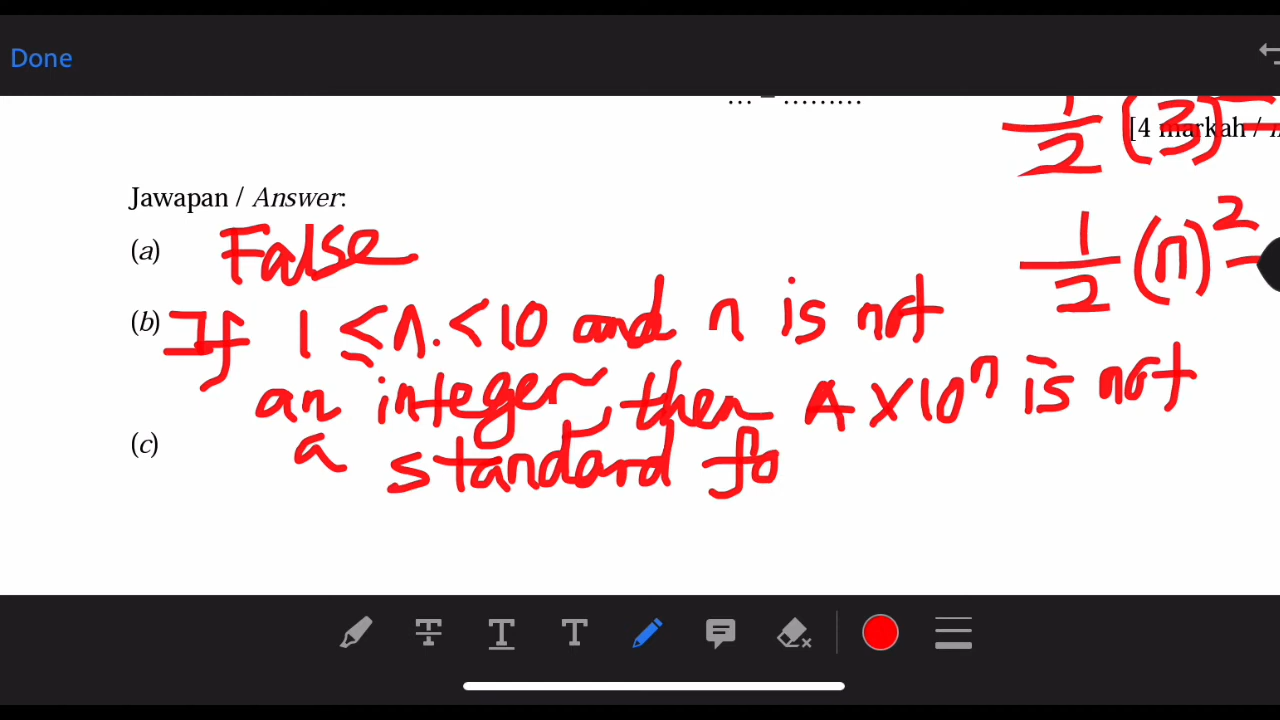 Done
... = .........
1/2 (3)
[4 markah /
Jawapan / Answer:
1/2 (n)² =
(a) False
(b) If 1 ≤ A < 10 and n is not
an integer, then A × 10ⁿ is not
a standard fo
(c)
T T